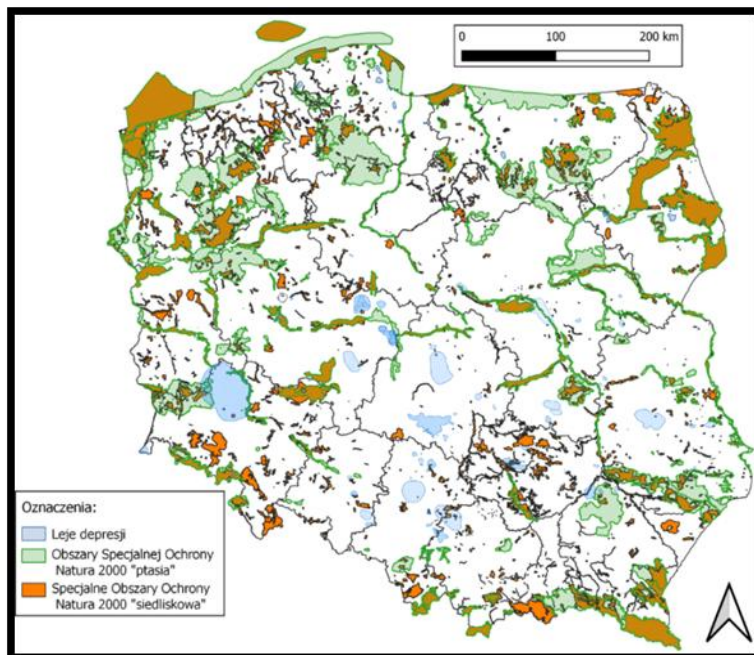 0 100 200 km
Oznaczenia:
Leje depresji
Obszary Specjalnej Ochrony
Natura 2000 "ptasia"
Specjalne Obszary Ochrony
Natura 2000 "siedliskowa"